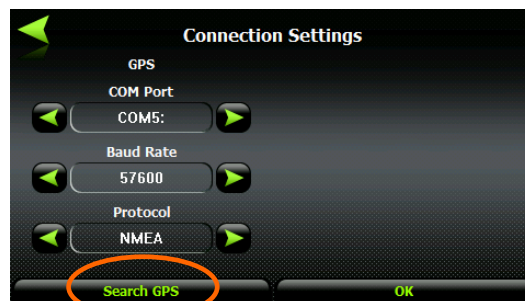 Connection Settings
GPS
COM Port
COM5:
Baud Rate
57600
Protocol
NMEA
Search GPS
OK